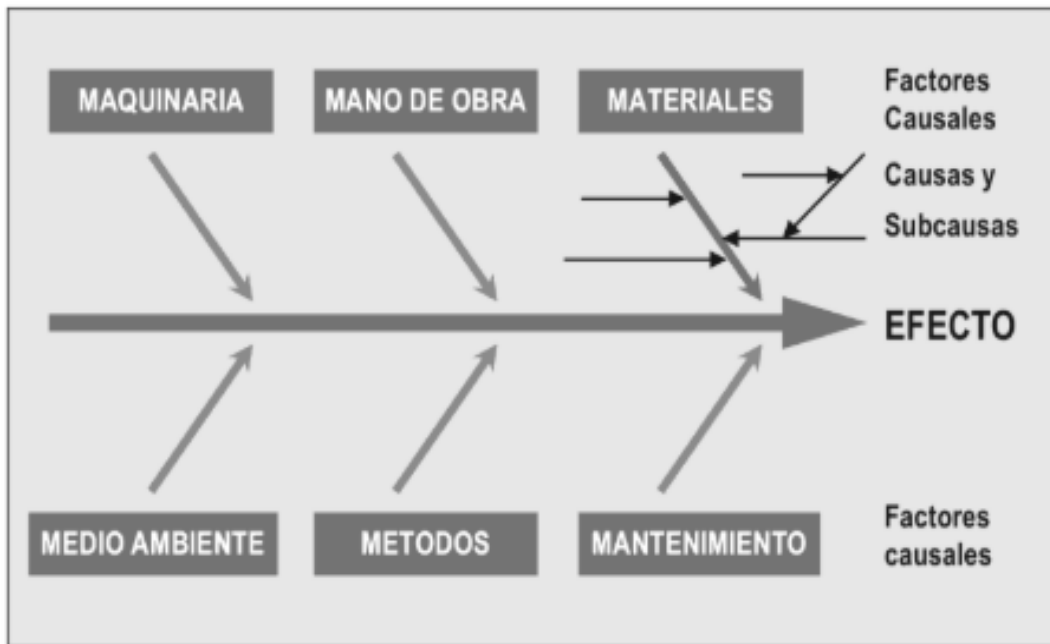 MAQUINARIA
MANO DE OBRA
MATERIALES
Factores
Causales
Causas y
Subcausas
EFECTO
MEDIO AMBIENTE
METODOS
MANTENIMIENTO
Factores
causales